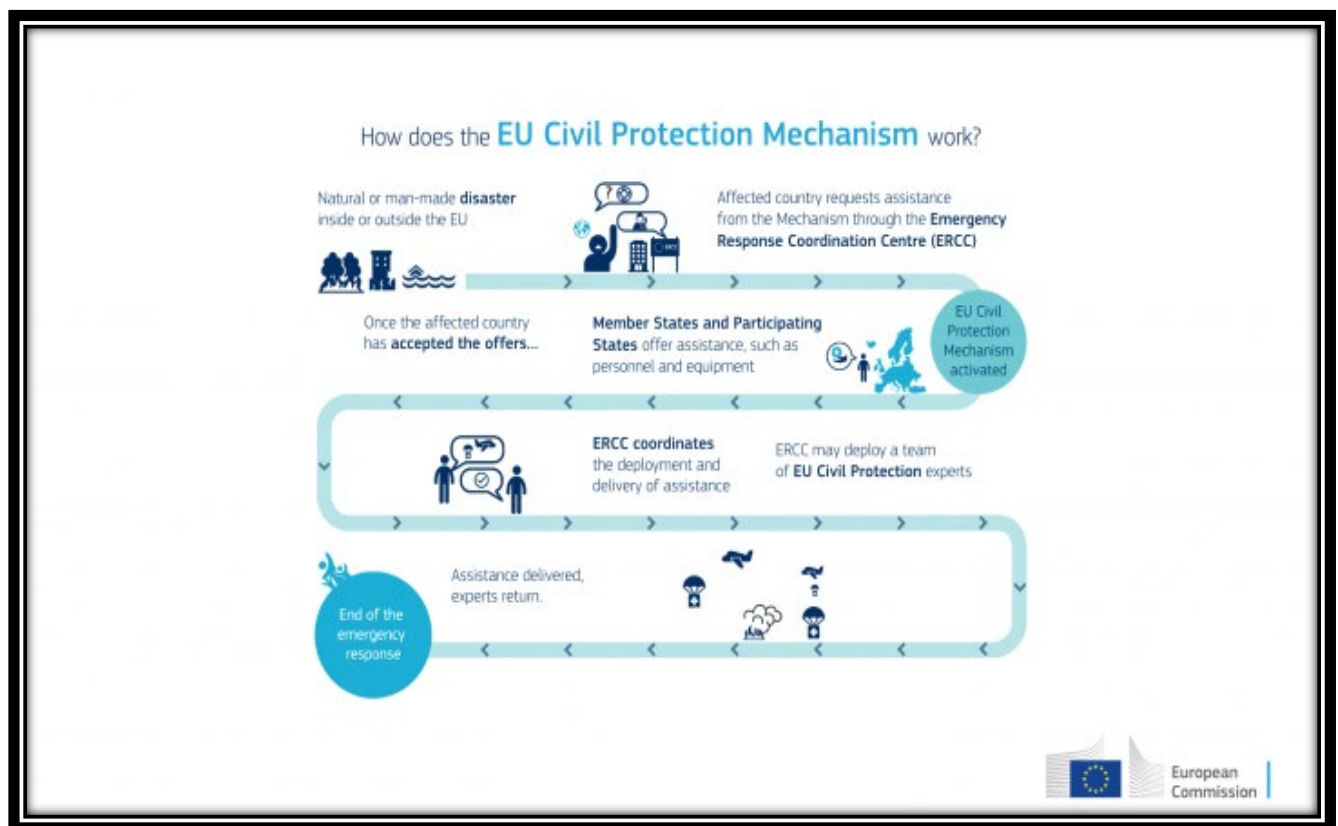 How does the EU Civil Protection Mechanism work?
Natural or man-made disaster
inside or outside the EU
?
Affected country requests assistance
from the Mechanism through the Emergency
Response Coordination Centre (ERCC)
ERCC
EU Civil
Protection
Mechanism
activated
Member States and Participating
States offer assistance, such as
personnel and equipment
Once the affected country
has accepted the offers...
ERCC coordinates
the deployment and
delivery of assistance
ERCC may deploy a team
of EU Civil Protection experts
Assistance delivered,
experts return.
End of the
emergency
response
European
Commission